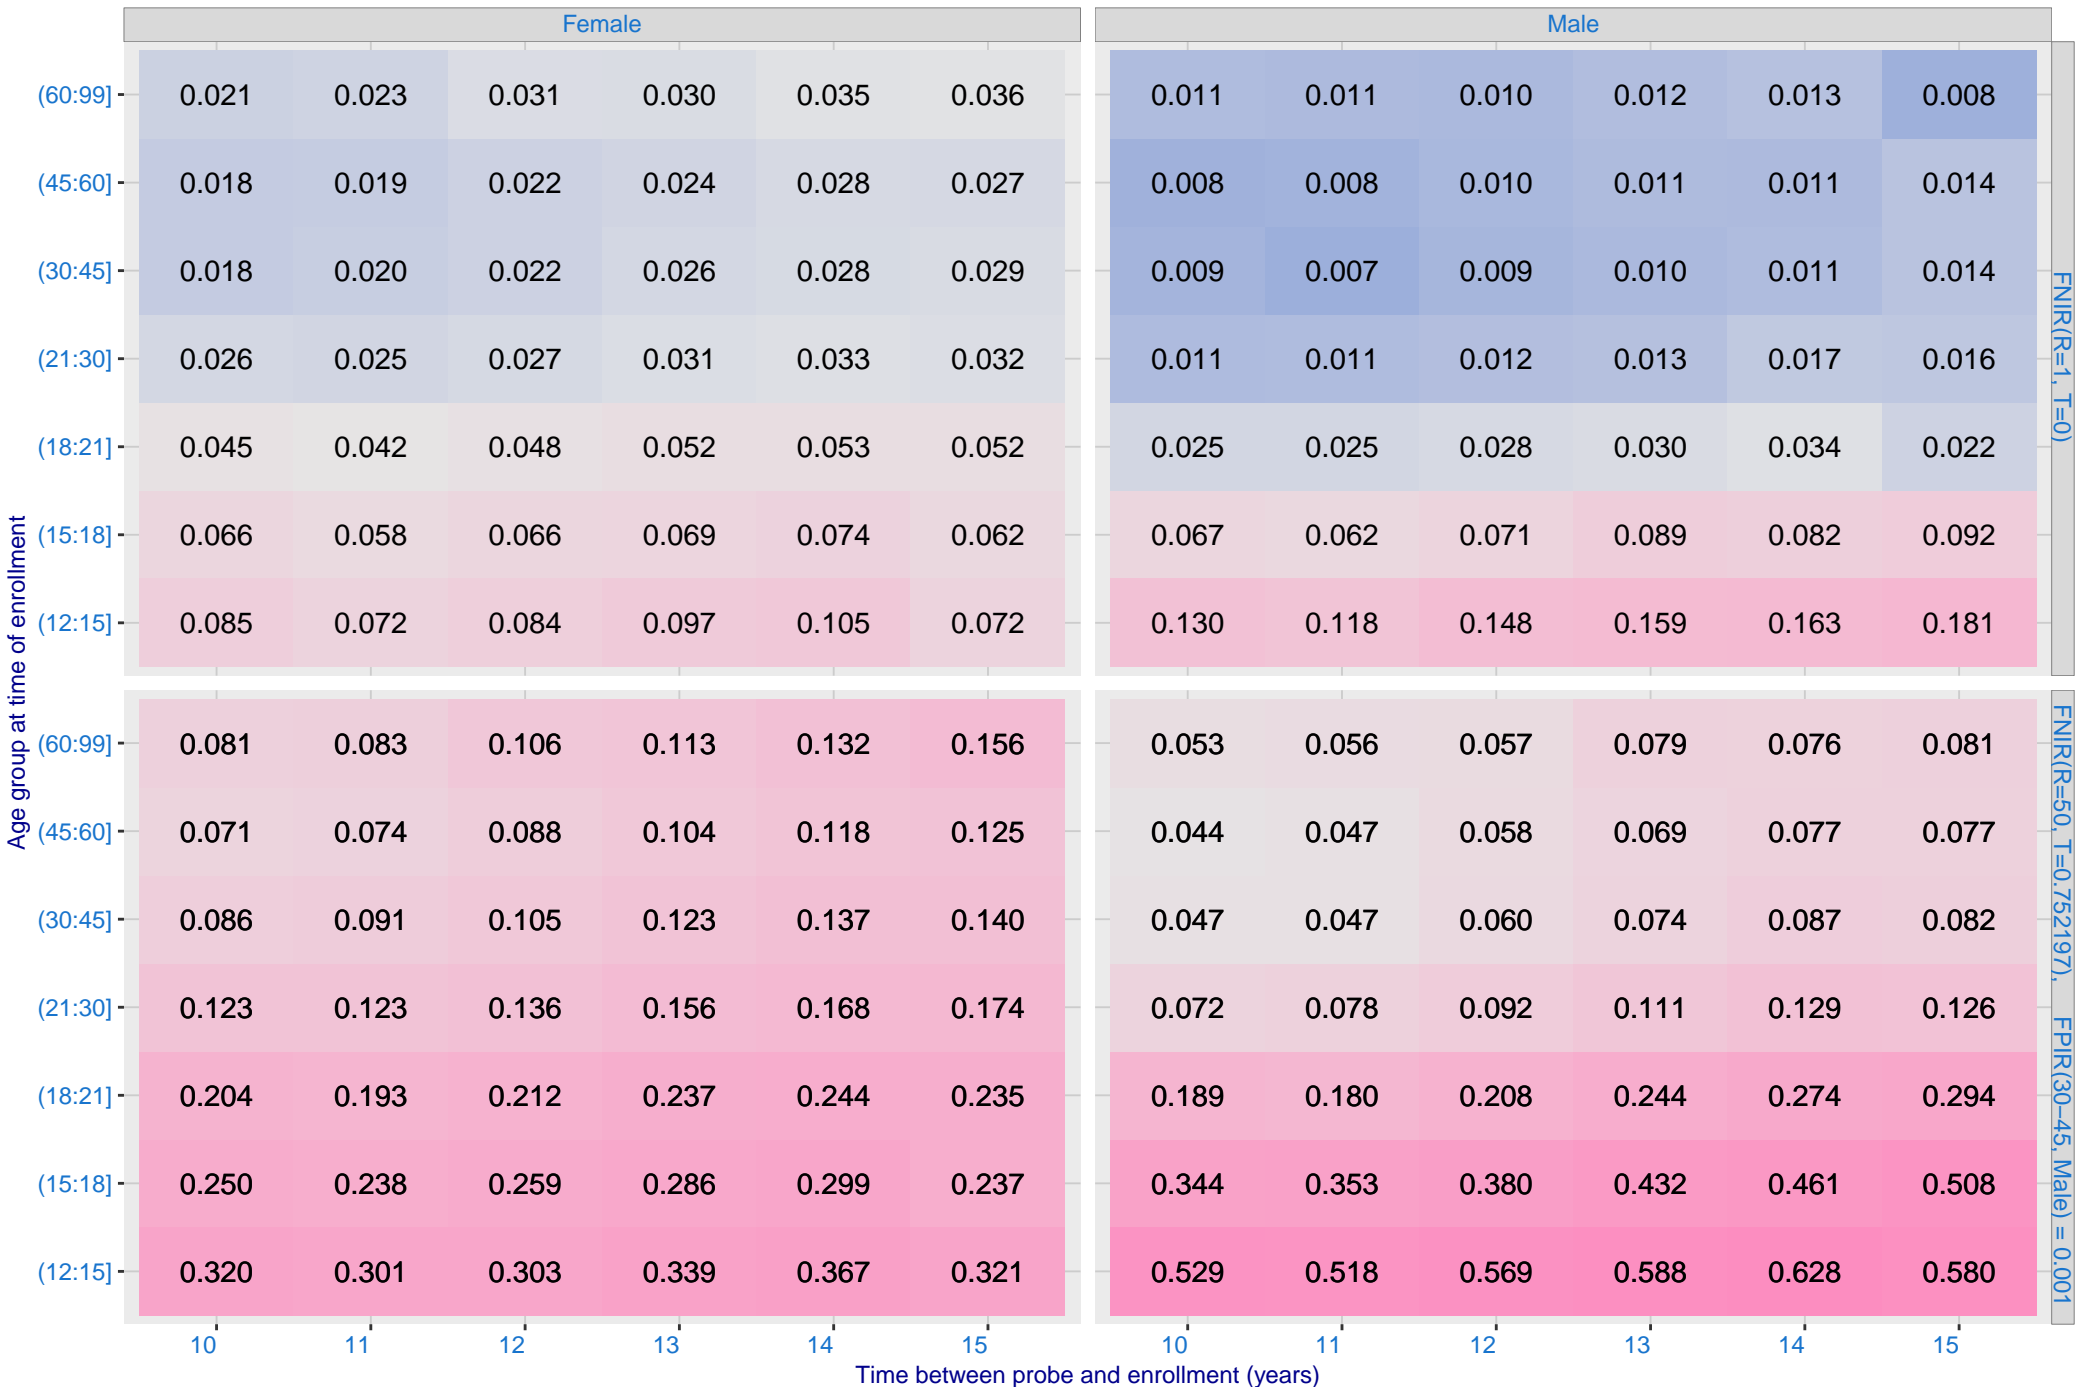 Female Male
(60:99] 0.021 0.023 0.031 0.030 0.035 0.036 0.011 0.011 0.010 0.012 0.013 0.008
(45:60] 0.018 0.019 0.022 0.024 0.028 0.027 0.008 0.008 0.010 0.011 0.011 0.014
(30:45] 0.018 0.020 0.022 0.026 0.028 0.029 0.009 0.007 0.009 0.010 0.011 0.014
(21:30] 0.026 0.025 0.027 0.031 0.033 0.032 0.011 0.011 0.012 0.013 0.017 0.016
(18:21] 0.045 0.042 0.048 0.052 0.053 0.052 0.025 0.025 0.028 0.030 0.034 0.022
(15:18] 0.066 0.058 0.066 0.069 0.074 0.062 0.067 0.062 0.071 0.089 0.082 0.092
(12:15] 0.085 0.072 0.084 0.097 0.105 0.072 0.130 0.118 0.148 0.159 0.163 0.181
FNIR(R=1, T=0)
Age group at time of enrollment
(60:99] 0.081 0.083 0.106 0.113 0.132 0.156 0.053 0.056 0.057 0.079 0.076 0.081
(45:60] 0.071 0.074 0.088 0.104 0.118 0.125 0.044 0.047 0.058 0.069 0.077 0.077
(30:45] 0.086 0.091 0.105 0.123 0.137 0.140 0.047 0.047 0.060 0.074 0.087 0.082
(21:30] 0.123 0.123 0.136 0.156 0.168 0.174 0.072 0.078 0.092 0.111 0.129 0.126
(18:21] 0.204 0.193 0.212 0.237 0.244 0.235 0.189 0.180 0.208 0.244 0.274 0.294
(15:18] 0.250 0.238 0.259 0.286 0.299 0.237 0.344 0.353 0.380 0.432 0.461 0.508
(12:15] 0.320 0.301 0.303 0.339 0.367 0.321 0.529 0.518 0.569 0.588 0.628 0.580
FNIR(R=50, T=0.752197), FPIR(30−45, Male) = 0.001
10 11 12 13 14 15 10 11 12 13 14 15
Time between probe and enrollment (years)